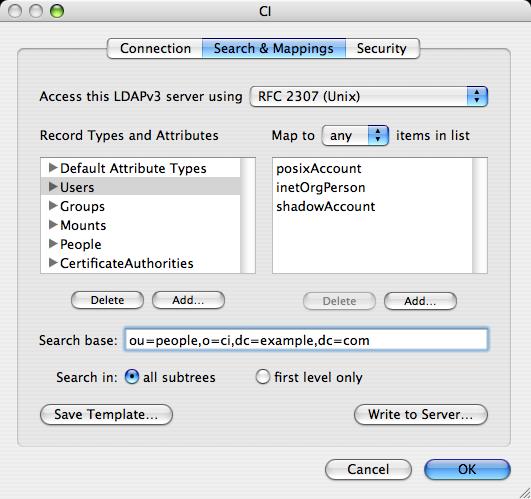 CI
Connection Search & Mappings Security
Access this LDAPv3 server using RFC 2307 (Unix)
Record Types and Attributes Map to any items in list
Default Attribute Types posixAccount
Users inetOrgPerson
Groups shadowAccount
Mounts
People
CertificateAuthorities
Delete Add... Delete Add...
Search base: ou=people,o=ci,dc=example,dc=com
Search in: all subtrees first level only
Save Template... Write to Server...
Cancel OK